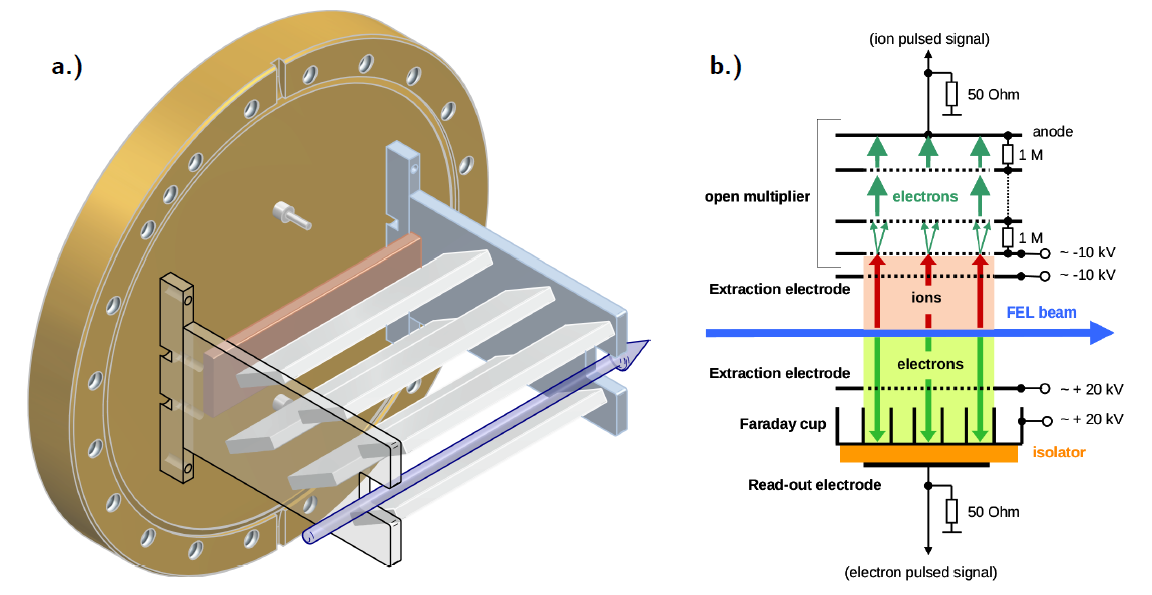 a.)
b.)
(ion pulsed signal)
50 Ohm
anode
1 M
open multiplier
electrons
1 M
~ -10 kV
~ -10 kV
Extraction electrode
ions
FEL beam
electrons
Extraction electrode
~ + 20 kV
Faraday cup
~ + 20 kV
isolator
Read-out electrode
50 Ohm
(electron pulsed signal)